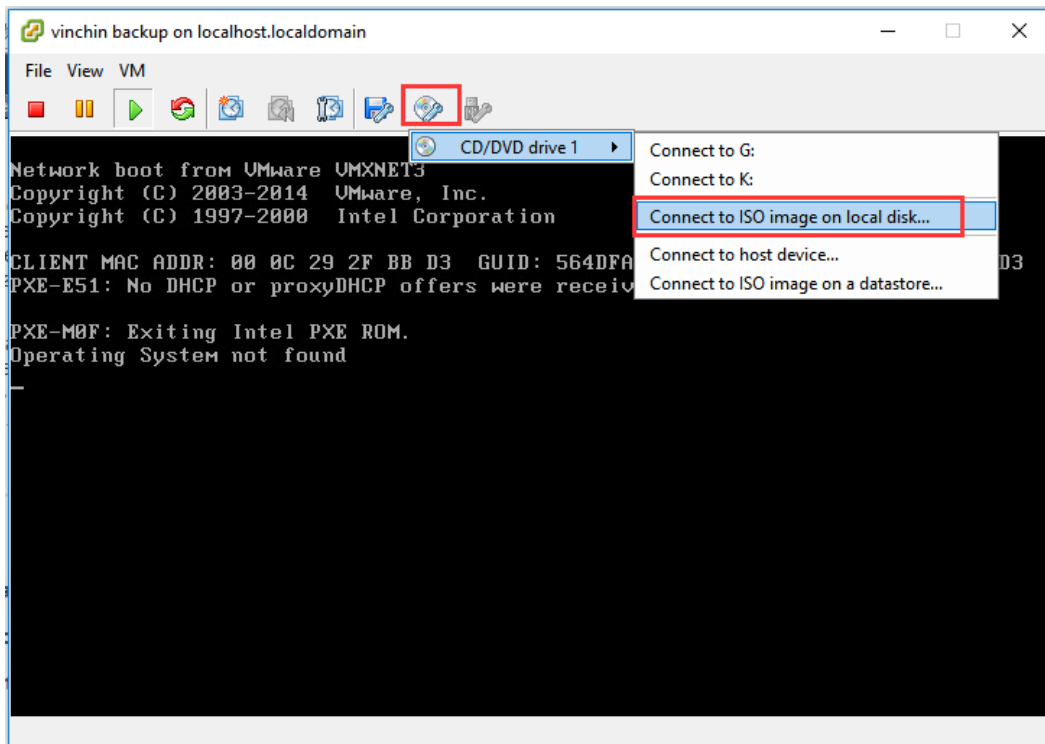 vinchin backup on localhost.localdomain
File View VM
CD/DVD drive 1
Connect to G:
Connect to K:
Connect to ISO image on local disk...
Connect to host device...
Connect to ISO image on a datastore...
Network boot from VMware VMXNET3
Copyright (C) 2003-2014 VMware, Inc.
Copyright (C) 1997-2000 Intel Corporation
CLIENT MAC ADDR: 00 0C 29 2F BB D3 GUID: 564DFA D3
PXE-E51: No DHCP or proxyDHCP offers were receiv
PXE-M0F: Exiting Intel PXE ROM.
Operating System not found